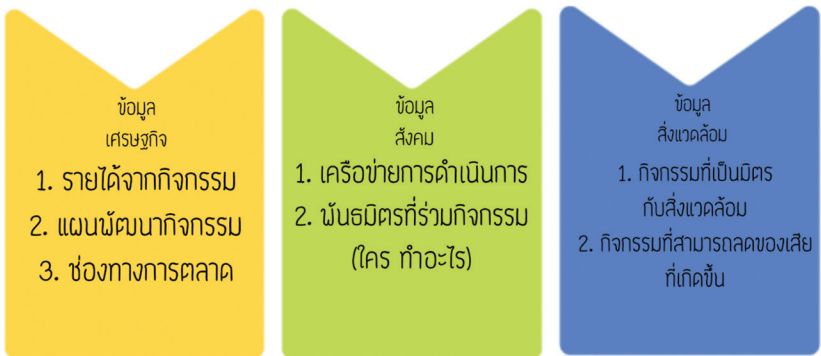 ข้อมูล
เศรษฐกิจ
1. รายได้จากกิจกรรม
2. แผนพัฒนากิจกรรม
3. ช่องทางการตลาด
ข้อมูล
สังคม
1. เครือข่ายการดำเนินการ
2. พันธมิตรที่ร่วมกิจกรรม
(ใคร ทำอะไร)
ข้อมูล
สิ่งแวดล้อม
1. กิจกรรมที่เป็นมิตร
กับสิ่งแวดล้อม
2. กิจกรรมที่สามารถลดของเสีย
ที่เกิดขึ้น